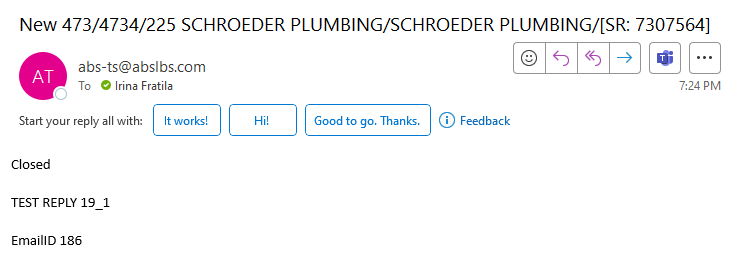 New 473/4734/225 SCHROEDER PLUMBING/SCHROEDER PLUMBING/[SR: 7307564]
AT
abs-ts@abslbs.com
To Irina Fratila
7:24 PM
Start your reply all with:
It works!
Hi!
Good to go. Thanks.
Feedback
Closed
TEST REPLY 19_1
EmailID 186